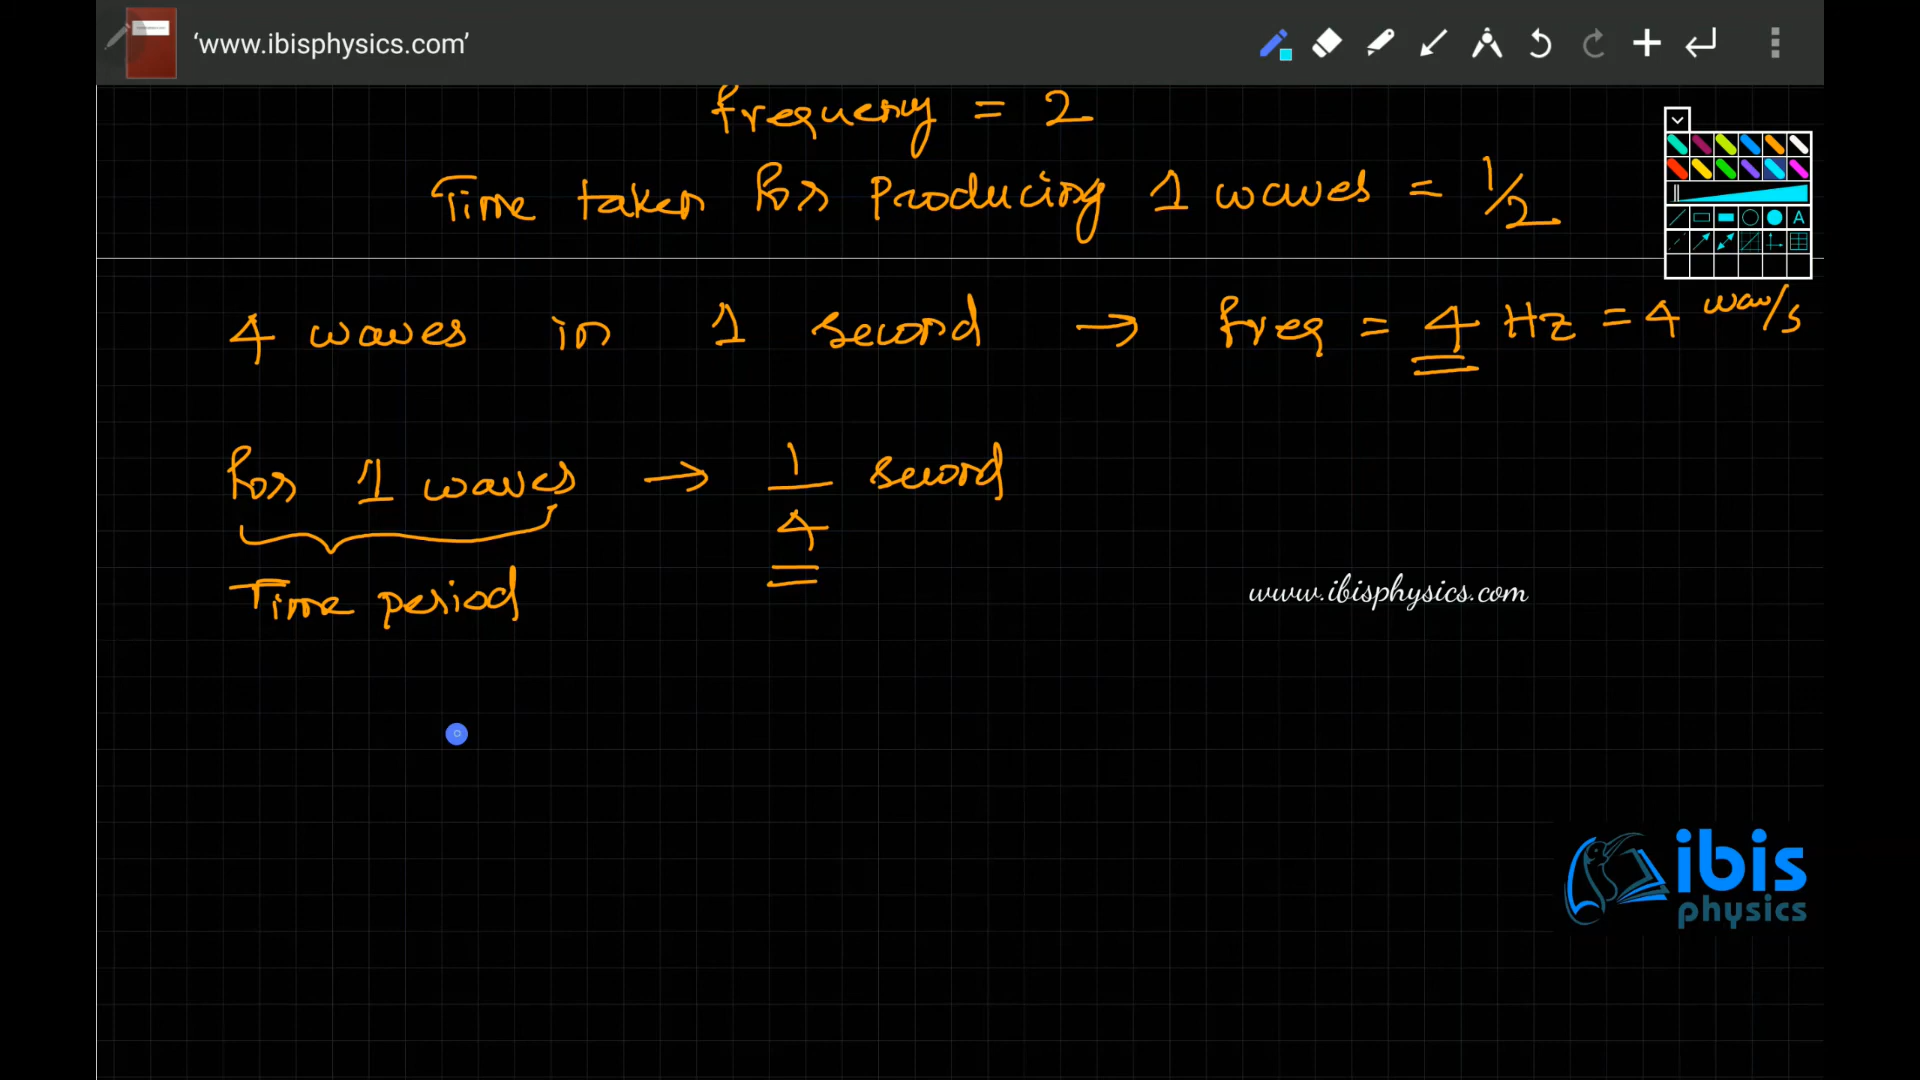 'www.ibisphysics.com'
frequency = 2
Time taken for producing 1 waves = 1/2
A
4 waves in 1 second → freq = 4 Hz = 4 wav/s
for 1 waves → 1/4 second
Time period
www.ibisphysics.com
ibis
physics